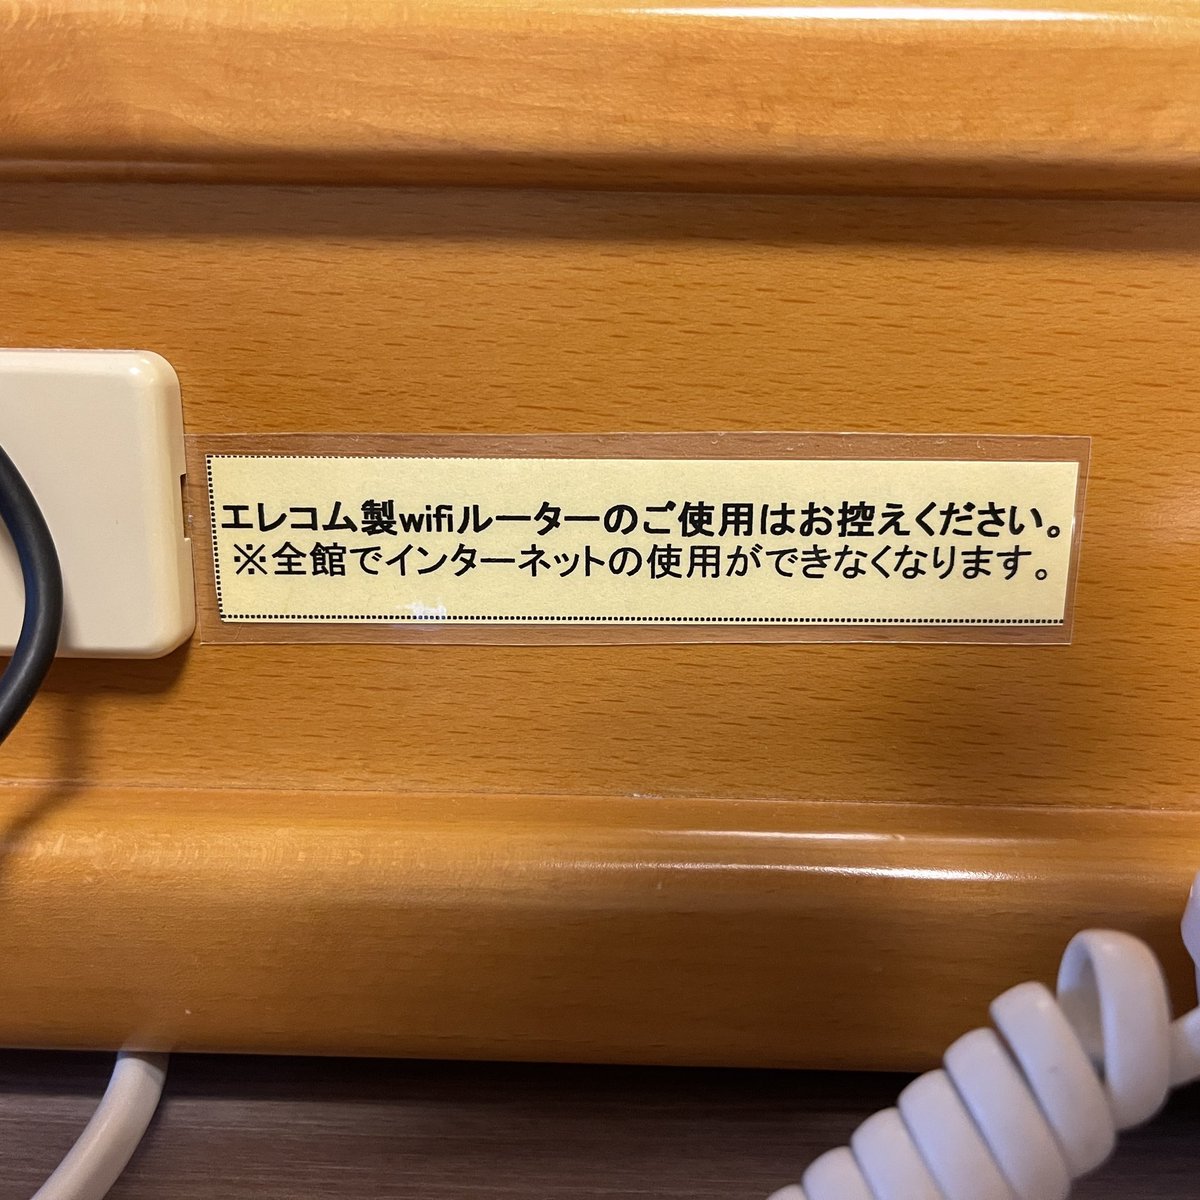 エレコム製wifiルーターのご使用はお控えください。
※全館でインターネットの使用ができなくなります。